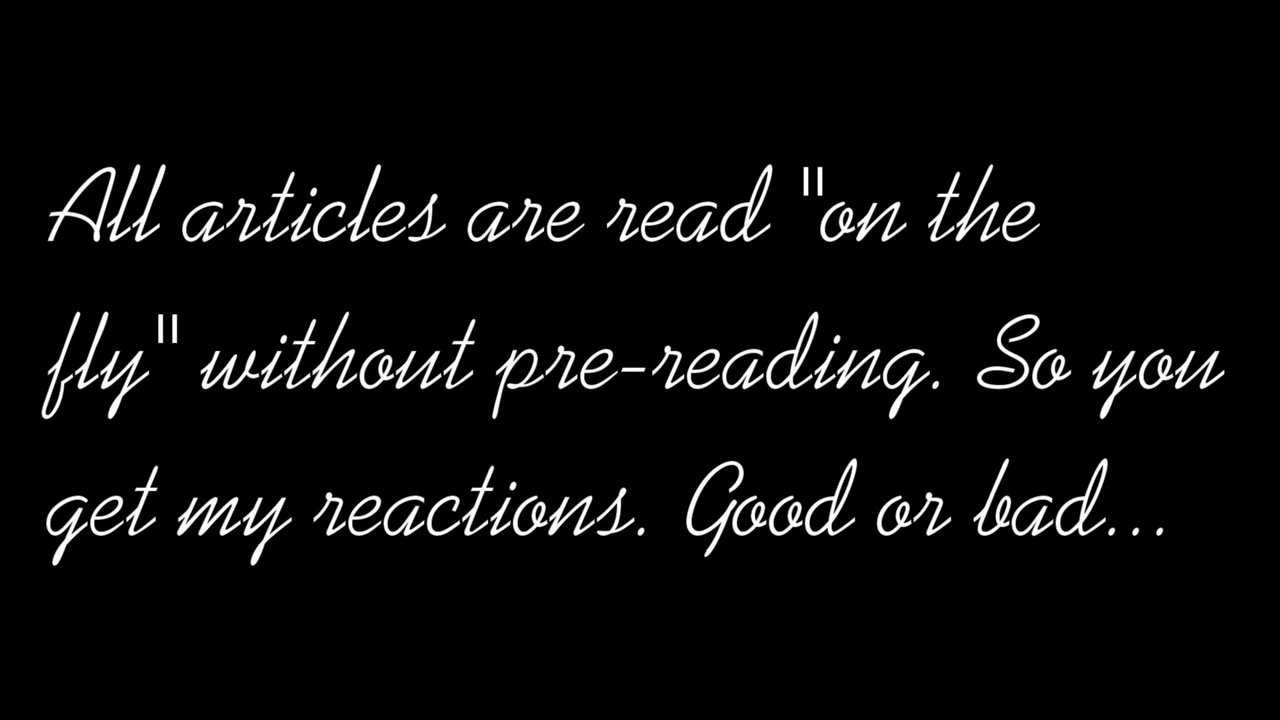 All articles are read "on the
fly" without pre-reading. So you
get my reactions. Good or bad...